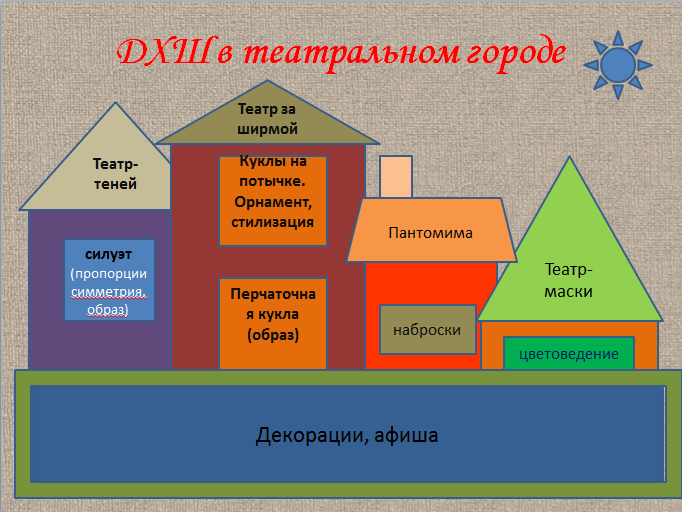 ДХШ в театральном городе
Театр-
теней
Театр за
ширмой
Куклы на
потычке.
Орнамент,
стилизация
Пантомима
силуэт
(пропорции
симметрия,
образ)
Перчаточна
я кукла
(образ)
Театр-
маски
наброски
цветоведение
Декорации, афиша